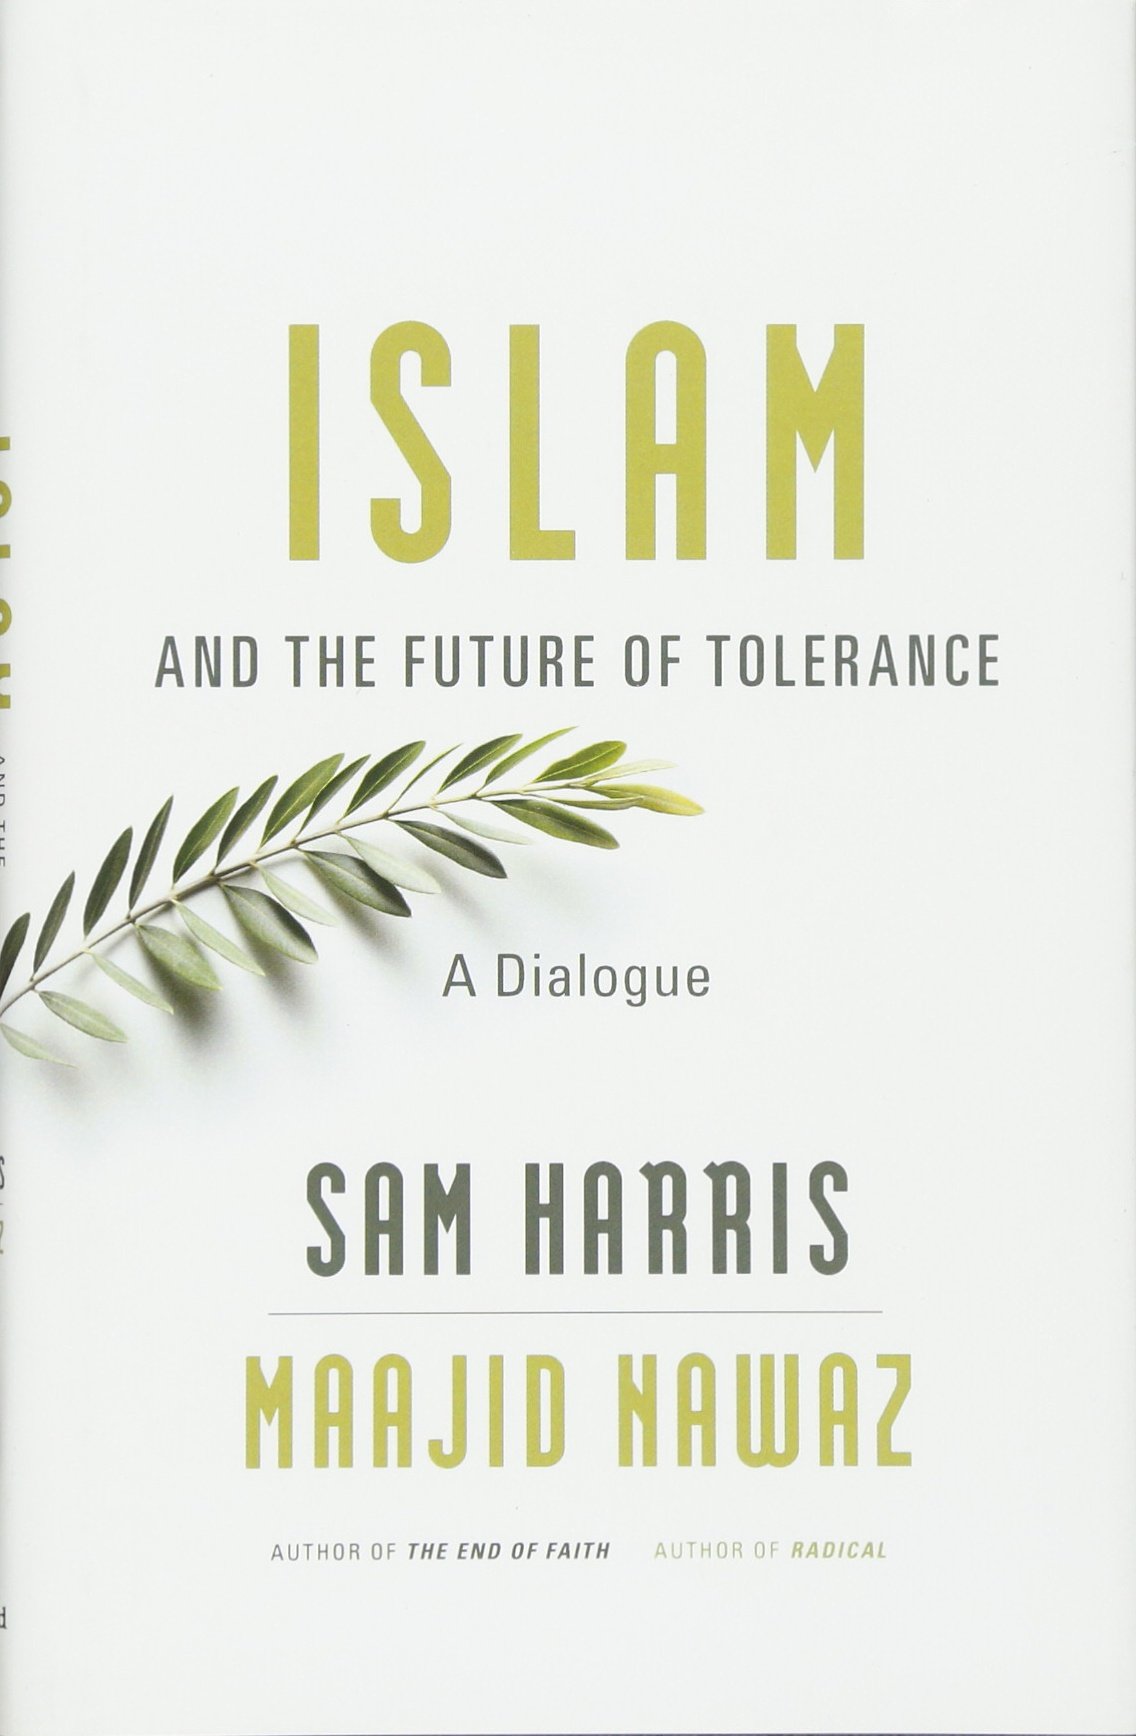 ISLAM
AND THE FUTURE OF TOLERANCE
A Dialogue
SAM HARRIS
MAAJID NAWAZ
AUTHOR OF THE END OF FAITH AUTHOR OF RADICAL